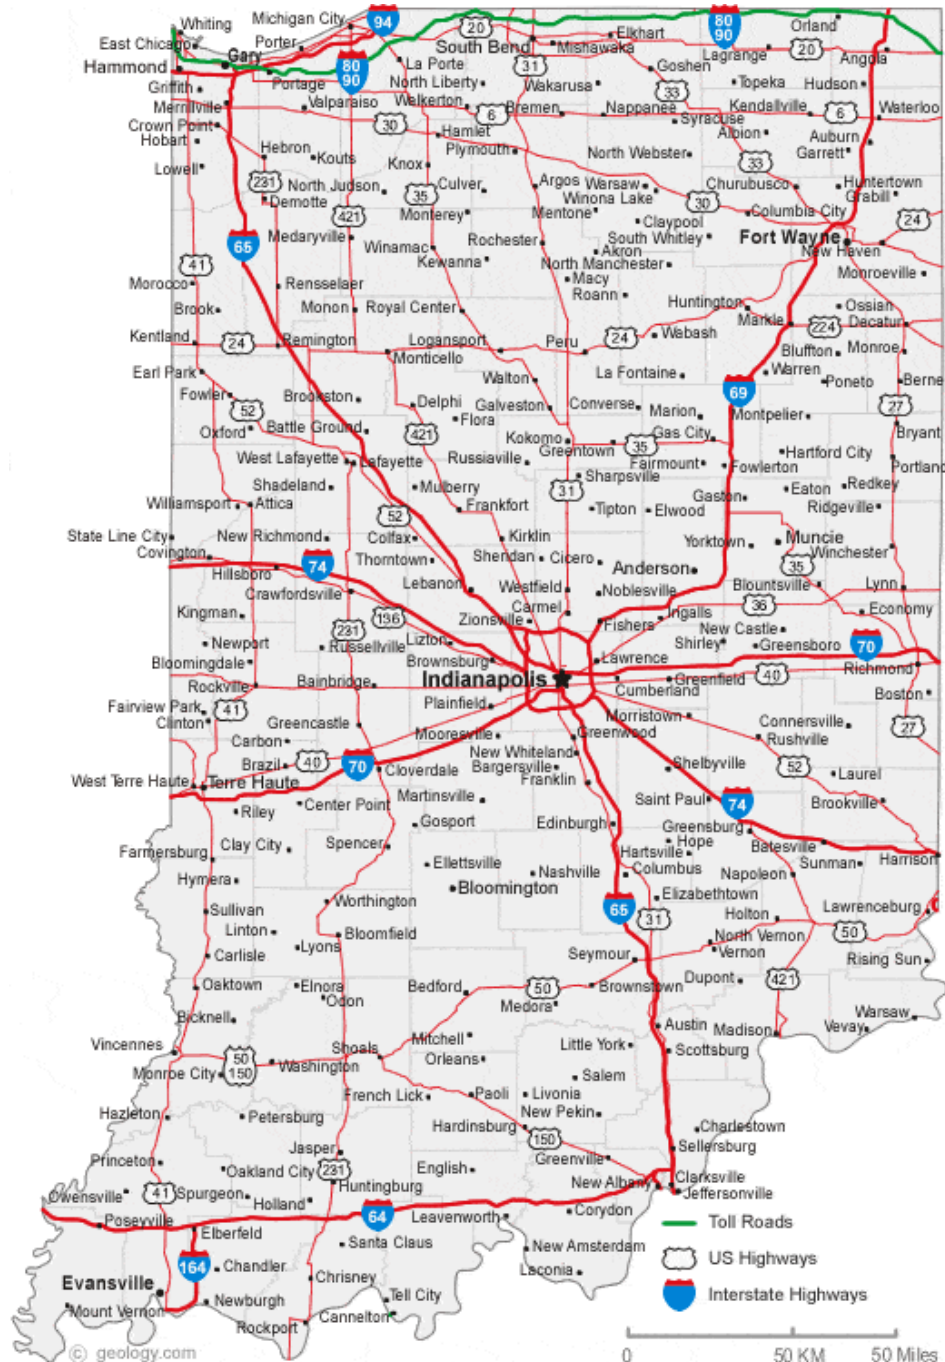 Whiting
Michigan City
94
20
80
90
Orland
East Chicago
Porter
South Bend
Elkhart
Mishawaka
Lagrange
20
Angola
Hammond
Gary
80
90
La Porte
31
Goshen
Griffith
Portage
North Liberty
Wakarusa
33
Topeka
Hudson
Merrillville
Valparaiso
Walkerton
6
Bremen
Nappanee
Kendallville
6
Waterloo
Crown Point
30
Hamlet
Syracuse
Albion
Auburn
Hobart
Hebron
Kouts
Plymouth
North Webster
33
Garrett
Lowell
231
North Judson
Knox
35
Culver
Argos
Warsaw
Churubusco
Huntertown
Demotte
Winona Lake
30
Grabill
421
Monterey
Mentone
Claypool
Columbia City
24
65
Medaryville
Winamac
Rochester
South Whitley
Fort Wayne
Kewanna
Akron
New Haven
41
North Manchester
Monroeville
Morocco
Rensselaer
Macy
Roann
Brook
Monon
Royal Center
Huntington
Ossian
Markle
224
Decatur
Kentland
24
Remington
Logansport
Peru
24
Wabash
Monticello
Bluffton
Monroe
Earl Park
Walton
La Fontaine
Warren
Poneto
Berne
69
Fowler
52
Brookston
Delphi
Galveston
Converse
Marion
Montpelier
27
Oxford
Battle Ground
421
Flora
Kokomo
Gas City
Bryant
Greentown
35
Hartford City
West Lafayette
Lafayette
Russiaville
Fairmount
Fowlerton
Portland
Sharpsville
Shadeland
Mulberry
31
Gaston
Eaton
Redkey
Williamsport
Attica
Frankfort
Tipton
Elwood
Ridgeville
52
State Line City
New Richmond
Colfax
Kirklin
Yorktown
Muncie
Covington
Thorntown
Sheridan
Cicero
Winchester
74
Anderson
35
Hillsboro
Lebanon
Westfield
Noblesville
Blountsville
Lynn
Crawfordsville
Carmel
36
Kingman
136
Zionsville
Fishers
Ingalls
Economy
231
New Castle
Newport
Russellville
Lizton
Shirley
Greensboro
70
Bloomingdale
Brownsburg
Lawrence
Richmond
Rockville
Bainbridge
Indianapolis
Cumberland
Greenfield
40
Boston
Fairview Park
41
Plainfield
Morristown
Clinton
Greencastle
Connersville
27
Carbon
Mooresville
Greenwood
Rushville
Brazil
40
70
Cloverdale
New Whiteland
Bargersville
Shelbyville
52
Laurel
West Terre Haute
Terre Haute
Franklin
Riley
Center Point
Martinsville
Saint Paul
74
Brookville
Gosport
Edinburgh
Greensburg
Farmersburg
Clay City
Spencer
Hope
Batesville
Hartsville
Sunman
Harrison
Ellettsville
Nashville
Columbus
Napoleon
Hymera
Bloomington
Elizabethtown
Sullivan
Worthington
65
31
Holton
Lawrenceburg
Linton
Bloomfield
North Vernon
50
Lyons
Vernon
Carlisle
Seymour
Rising Sun
Oaktown
Elnora
Bedford
50
Brownstown
Dupont
421
Odon
Medora
Bicknell
Austin
Madison
Warsaw
Vevay
Vincennes
Shoals
Mitchell
Little York
Scottsburg
50
150
Washington
Orleans
Monroe City
Salem
French Lick
Paoli
Livonia
Hazleton
Petersburg
New Pekin
Hardinsburg
Charlestown
Jasper
150
Sellersburg
Princeton
Oakland City
231
English
Greenville
Owensville
41
Spurgeon
Huntingburg
New Albany
Clarksville
Holland
Jeffersonville
Poseyville
64
Leavenworth
Corydon
Toll Roads
Elberfeld
Santa Claus
New Amsterdam
US Highways
164
Chandler
Laconia
Evansville
Chrisney
Interstate Highways
Mount Vernon
Newburgh
Tell City
Rockport
Cannelton
© geology.com
0 50 KM 50 Miles